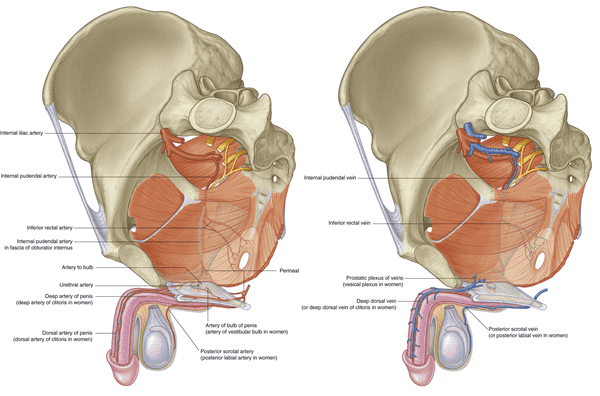 Internal iliac artery
Internal pudendal artery
Inferior rectal artery
Internal pudendal artery
in fascia of obturator internus
Artery to bulb
Perineal
Urethral artery
Deep artery of penis
(deep artery of clitoris in women)
Artery of bulb of penis
(artery of vestibular bulb in women)
Dorsal artery of penis
(dorsal artery of clitoris in women)
Posterior scrotal artery
(posterior labial artery in women)
Internal pudendal vein
Inferior rectal vein
Prostatic plexus of veins
(vesical plexus in women)
Deep dorsal vein
(or deep dorsal vein of clitoris in women)
Posterior scrotal vein
(or posterior labial vein
in women)